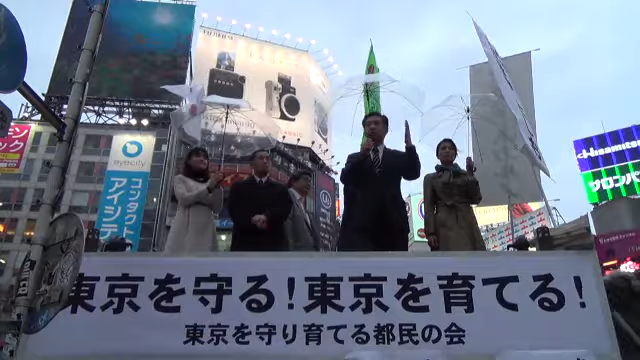 eyecity
コンタクト
アイシティ
Hisamitsu
サロンパ
東京を守る！東京を育てる！
東京を守り育てる都民の会